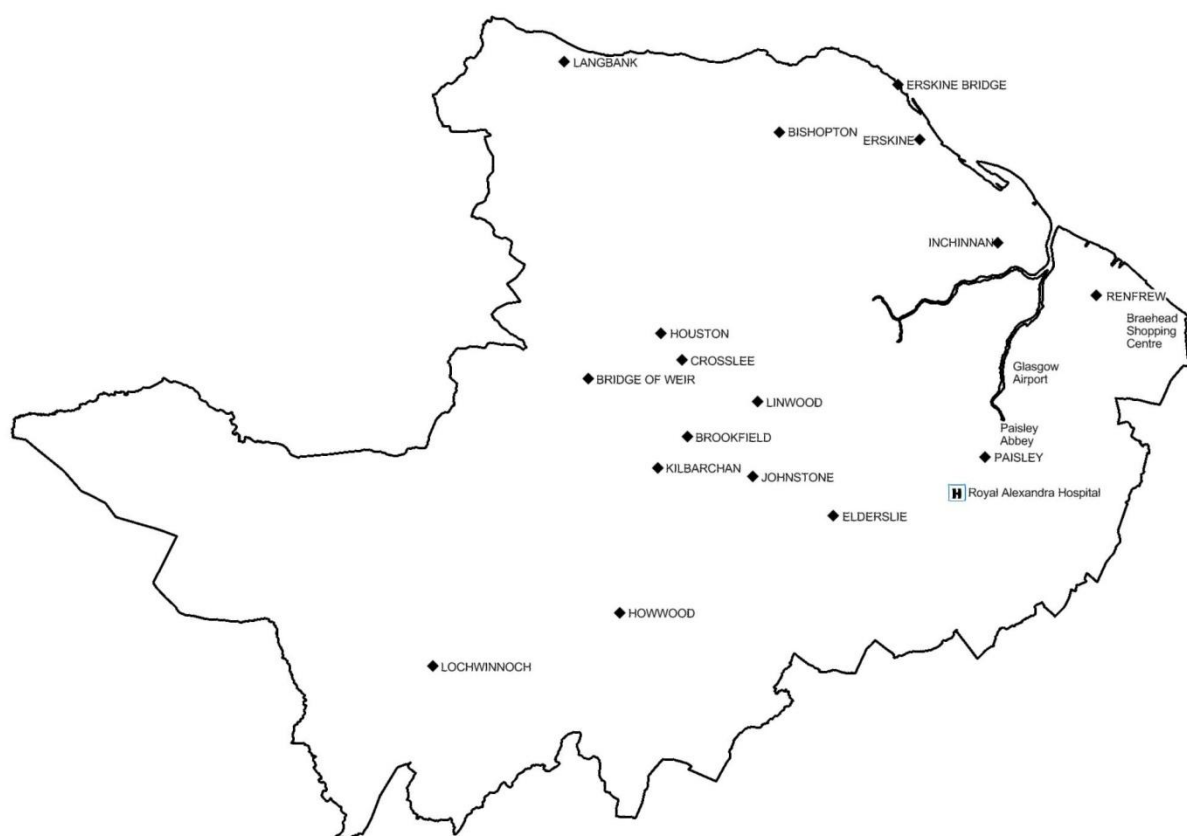 LANGBANK
ERSKINE BRIDGE
BISHOPTON
ERSKINE
INCHINNAN
RENFREW
Braehead
Shopping
Centre
HOUSTON
CROSSLEE
Glasgow
Airport
BRIDGE OF WEIR
LINWOOD
Paisley
Abbey
BROOKFIELD
PAISLEY
KILBARCHAN
JOHNSTONE
H Royal Alexandra Hospital
ELDERSLIE
HOWWOOD
LOCHWINNOCH